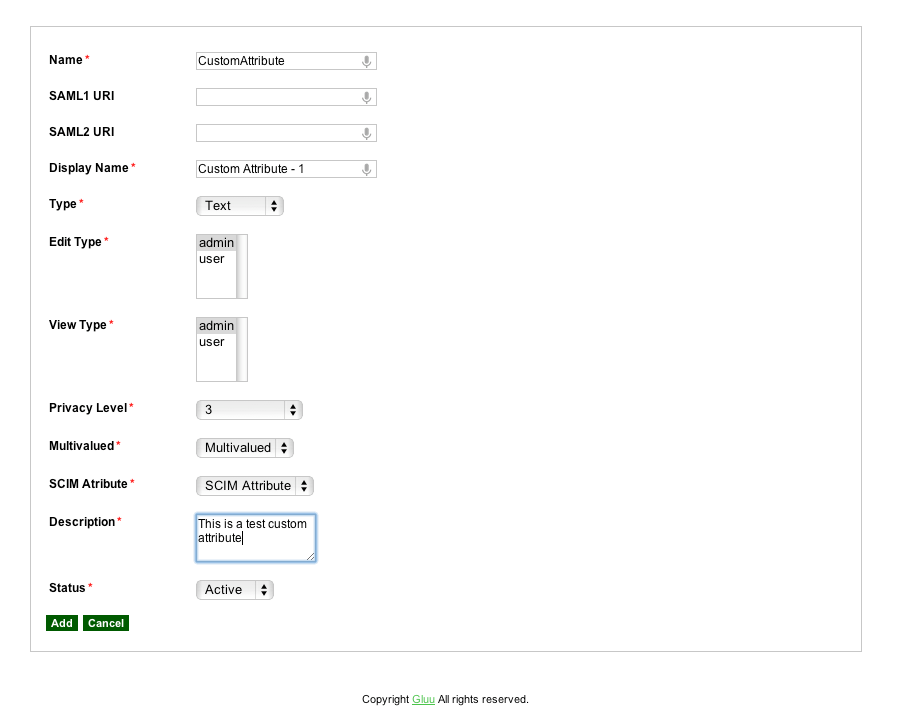 Name *
CustomAttribute
SAML1 URI
SAML2 URI
Display Name *
Custom Attribute - 1
Type *
Text
Edit Type *
admin
user
View Type *
admin
user
Privacy Level *
3
Multivalued *
Multivalued
SCIM Atribute *
SCIM Attribute
Description *
This is a test custom
attribute
Status *
Active
Add Cancel
Copyright Gluu All rights reserved.